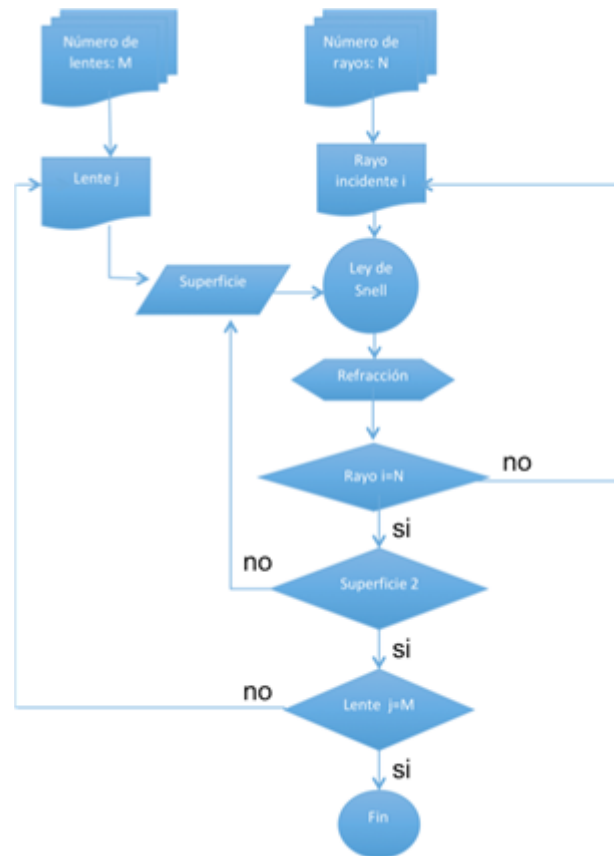 Número de
lentes: M
Número de
rayos: N
Lente j
Rayo
incidente i
Superficie
Ley de
Snell
Refracción
Rayo i=N
no
si
no
Superficie 2
si
no
Lente j=M
si
Fin